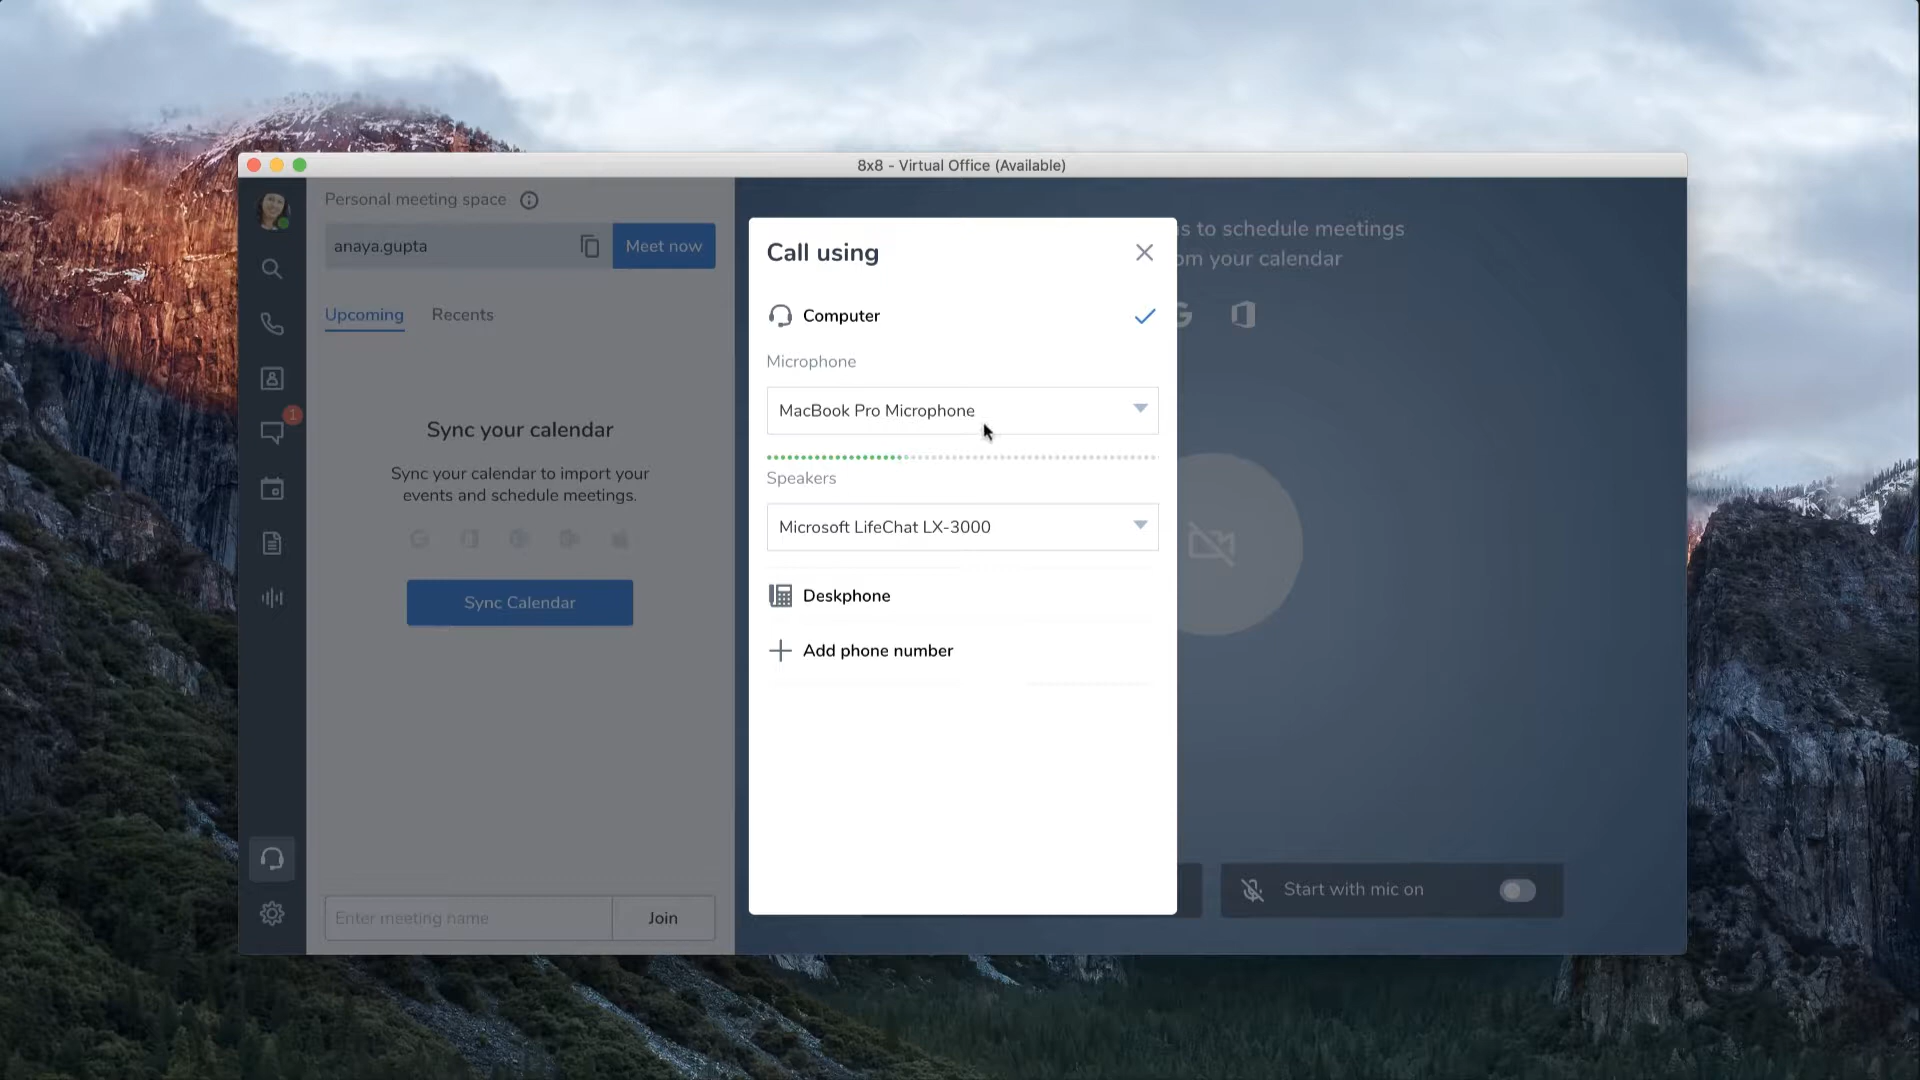 8x8 - Virtual Office (Available)
Personal meeting space
anaya.gupta
Meet now
Upcoming
Recents
Sync your calendar
Sync your calendar to import your
events and schedule meetings.
Sync Calendar
Enter meeting name
Join
1
Call using
Computer
Microphone
MacBook Pro Microphone
Speakers
Microsoft LifeChat LX-3000
Deskphone
Add phone number
to schedule meetings
your calendar
Start with mic on